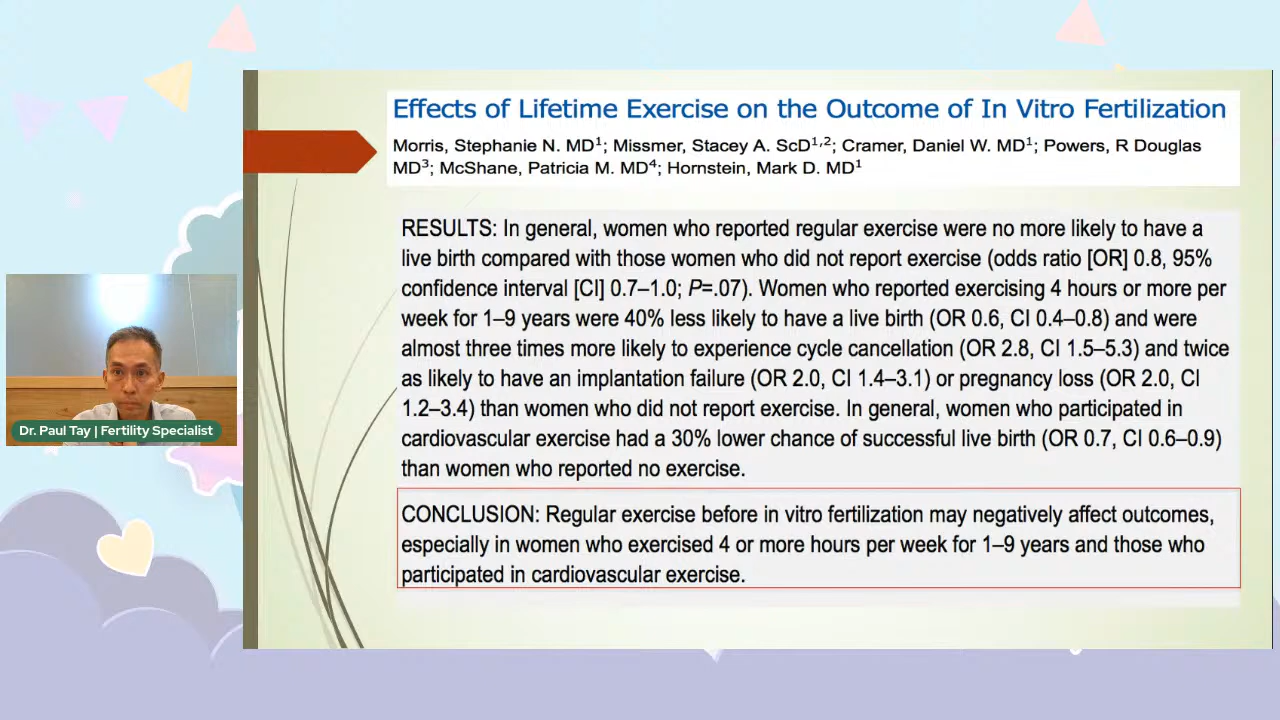 Effects of Lifetime Exercise on the Outcome of In Vitro Fertilization
Morris, Stephanie N. MD1; Missmer, Stacey A. ScD1,2; Cramer, Daniel W. MD1; Powers, R Douglas
MD3; McShane, Patricia M. MD4; Hornstein, Mark D. MD1
RESULTS: In general, women who reported regular exercise were no more likely to have a
live birth compared with those women who did not report exercise (odds ratio [OR] 0.8, 95%
confidence interval [CI] 0.7–1.0; P=.07). Women who reported exercising 4 hours or more per
week for 1–9 years were 40% less likely to have a live birth (OR 0.6, CI 0.4–0.8) and were
almost three times more likely to experience cycle cancellation (OR 2.8, CI 1.5–5.3) and twice
as likely to have an implantation failure (OR 2.0, CI 1.4–3.1) or pregnancy loss (OR 2.0, CI
1.2–3.4) than women who did not report exercise. In general, women who participated in
cardiovascular exercise had a 30% lower chance of successful live birth (OR 0.7, CI 0.6–0.9)
than women who reported no exercise.
CONCLUSION: Regular exercise before in vitro fertilization may negatively affect outcomes,
especially in women who exercised 4 or more hours per week for 1–9 years and those who
participated in cardiovascular exercise.
Dr. Paul Tay | Fertility Specialist